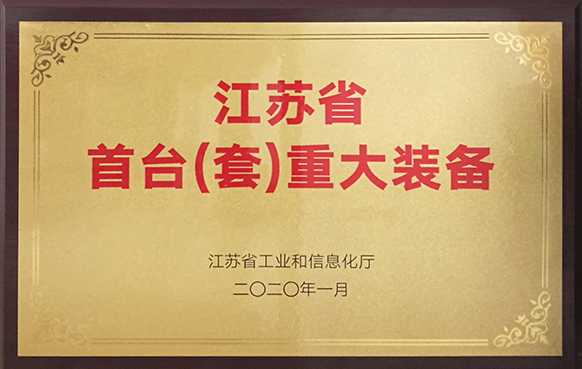 江苏省
首台(套)重大装备
江苏省工业和信息化厅
二〇二〇年一月